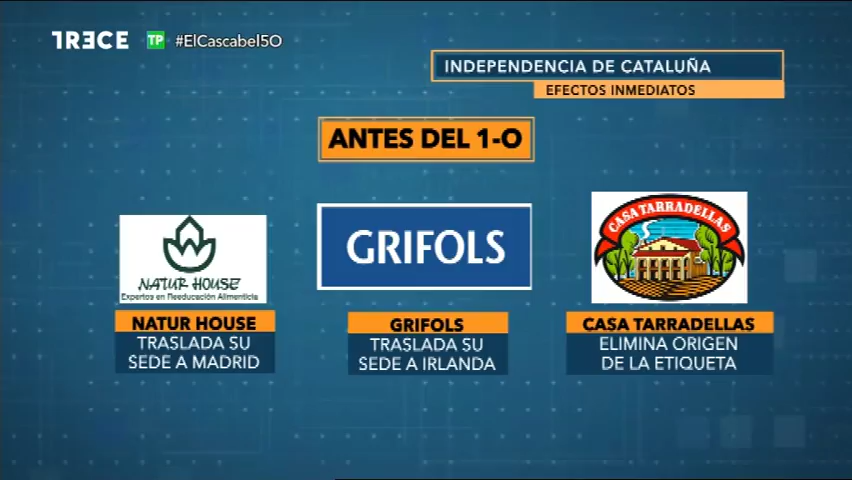 TRECE TP #ElCascabel5O
INDEPENDENCIA DE CATALUÑA
EFECTOS INMEDIATOS
ANTES DEL 1-O
NATUR HOUSE
Expertos en Reeducación Alimenticia
GRIFOLS
CASA TARRADELLAS
NATUR HOUSE
TRASLADA SU
SEDE A MADRID
GRIFOLS
TRASLADA SU
SEDE A IRLANDA
CASA TARRADELLAS
ELIMINA ORIGEN
DE LA ETIQUETA